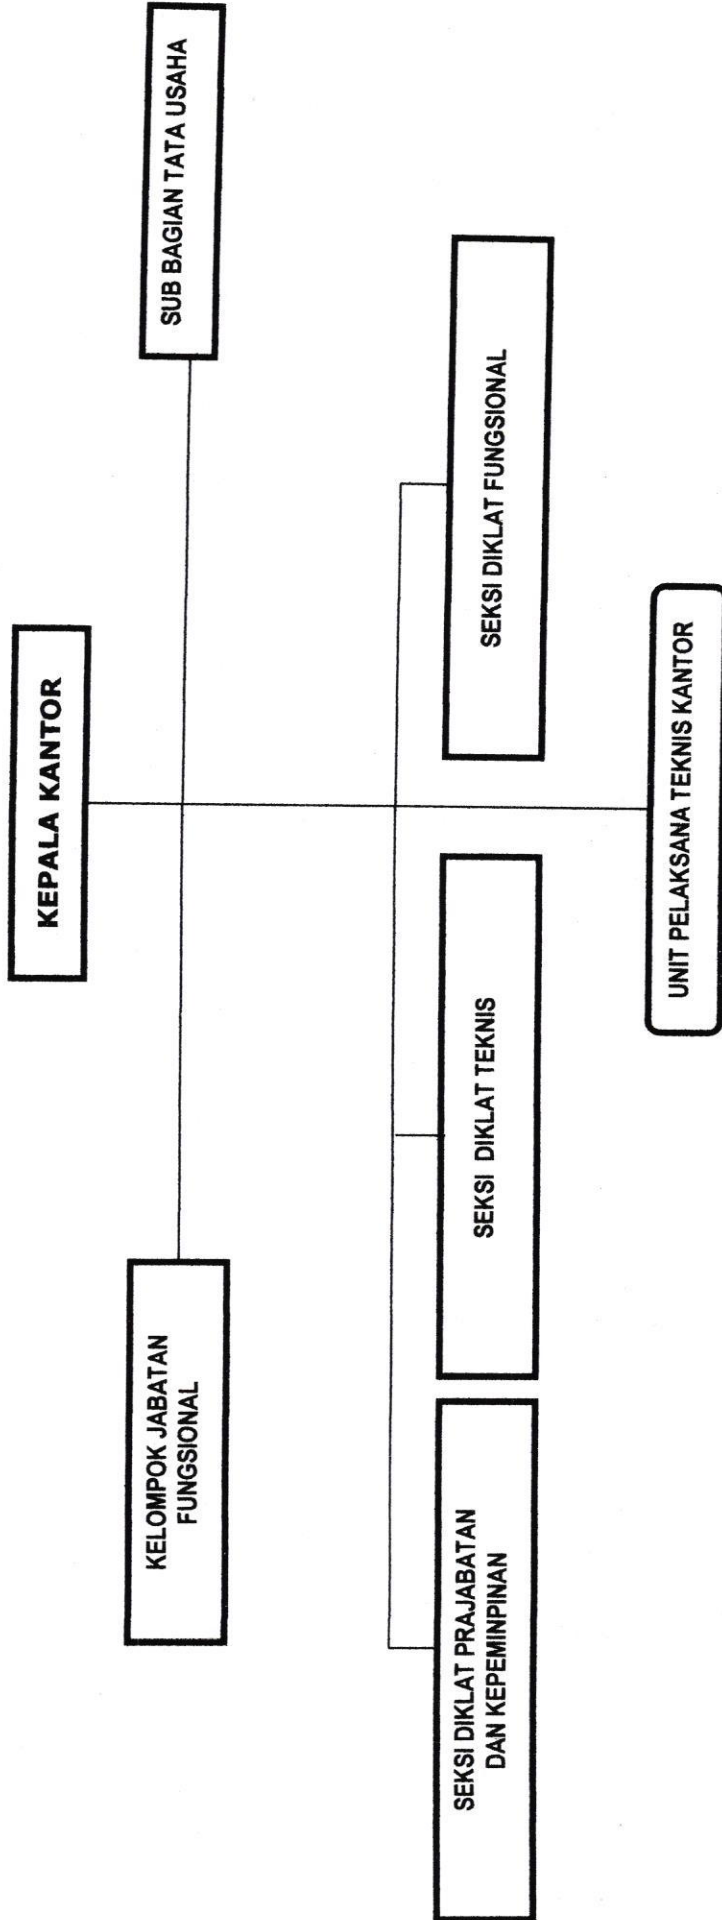 KEPALA KANTOR
KELOMPOK JABATAN
FUNGSIONAL
SUB BAGIAN TATA USAHA
SEKSI DIKLAT PRAJABATAN
DAN KEPEMINPINAN
SEKSI DIKLAT TEKNIS
SEKSI DIKLAT FUNGSIONAL
UNIT PELAKSANA TEKNIS KANTOR